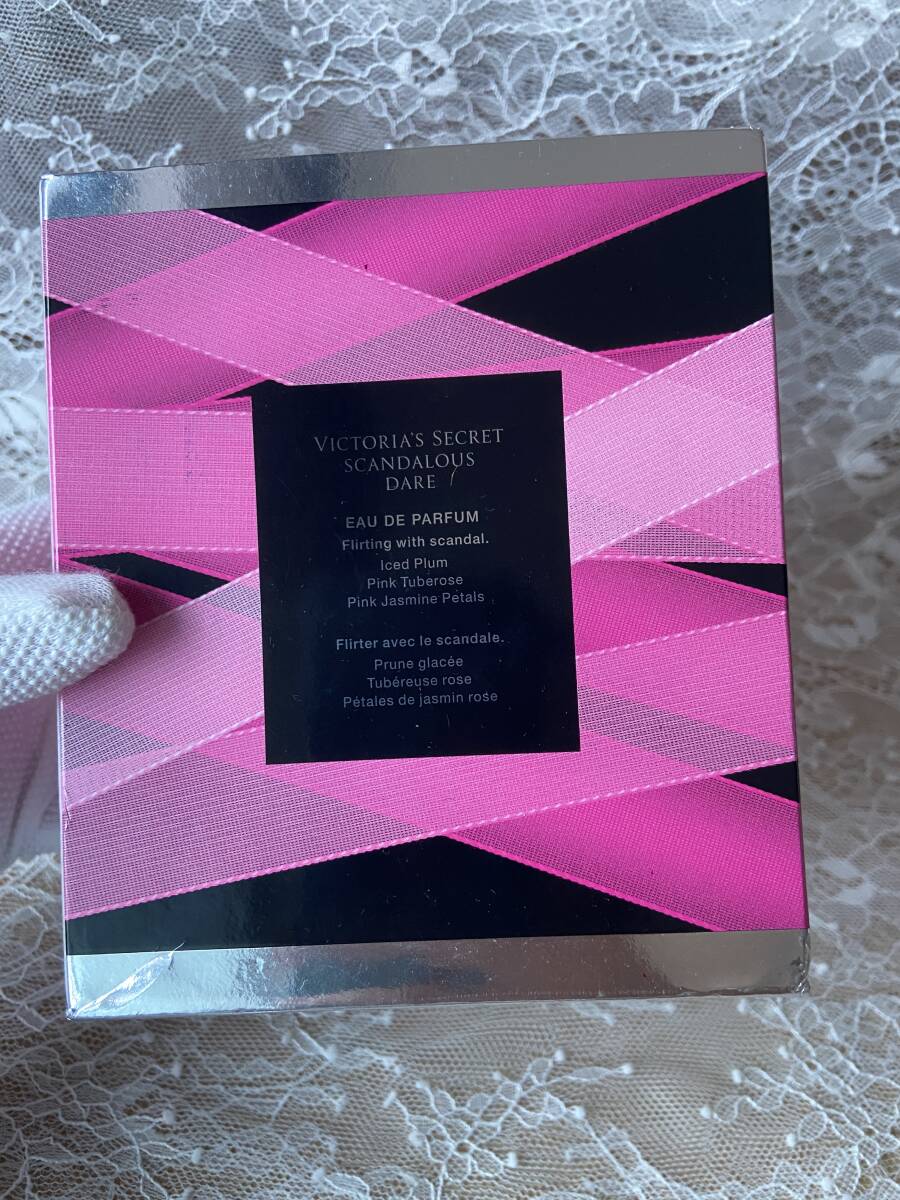 VICTORIA'S SECRET
SCANDALOUS
DARE
EAU DE PARFUM
Flirting with scandal.
Iced Plum
Pink Tuberose
Pink Jasmine Petals
Flirter avec le scandale.
Prune glacée
Tubéreuse rose
Pétales de jasmin rose